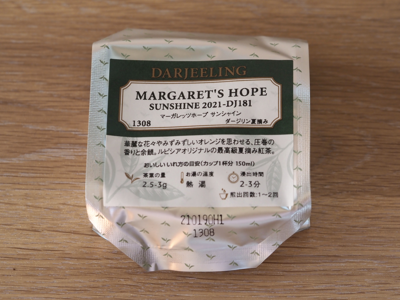 DARJEELING
MARGARET'S HOPE
SUNSHINE 2021-DJ181
マーガレッツホープ サンシャイン
1308 ダージリン夏摘み
華麗な花々やみずみずしいオレンジを思わせる、圧巻の
香りと余韻。ルピシアオリジナルの最高級夏摘み紅茶。
おいしいいれ方の目安(カップ1杯分 150ml)
茶葉の量 お湯の温度 浸出時間
2.5-3g 熱湯 2-3分
煎出回数:1〜2回
210190H1
1308